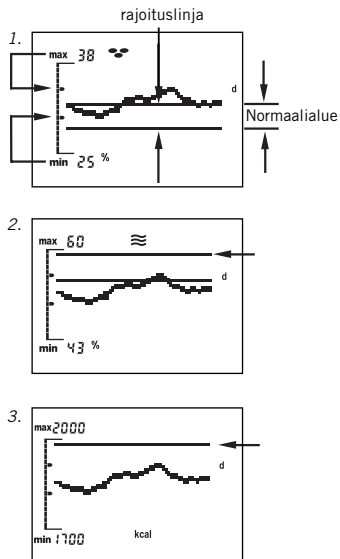 rajoituslinja
1.
max 38
d
Normaalialue
min 25 %
2.
max 60
d
min 43 %
3.
max 2000
d
min 1700
kcal